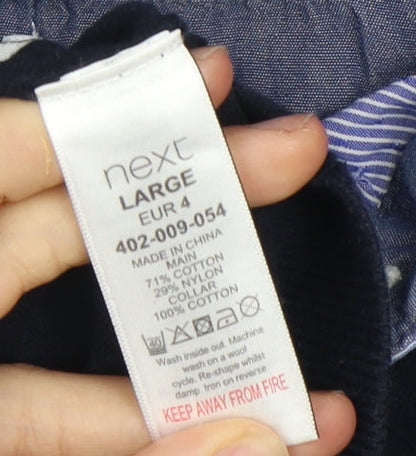 next
LARGE
EUR 4
402-009-054
MADE IN CHINA
MAIN
71% COTTON
29% NYLON
COLLAR
100% COTTON
40
Wash inside out. Machine
wash on a wool
cycle. Re-shape whilst
damp. Iron on reverse
KEEP AWAY FROM FIRE